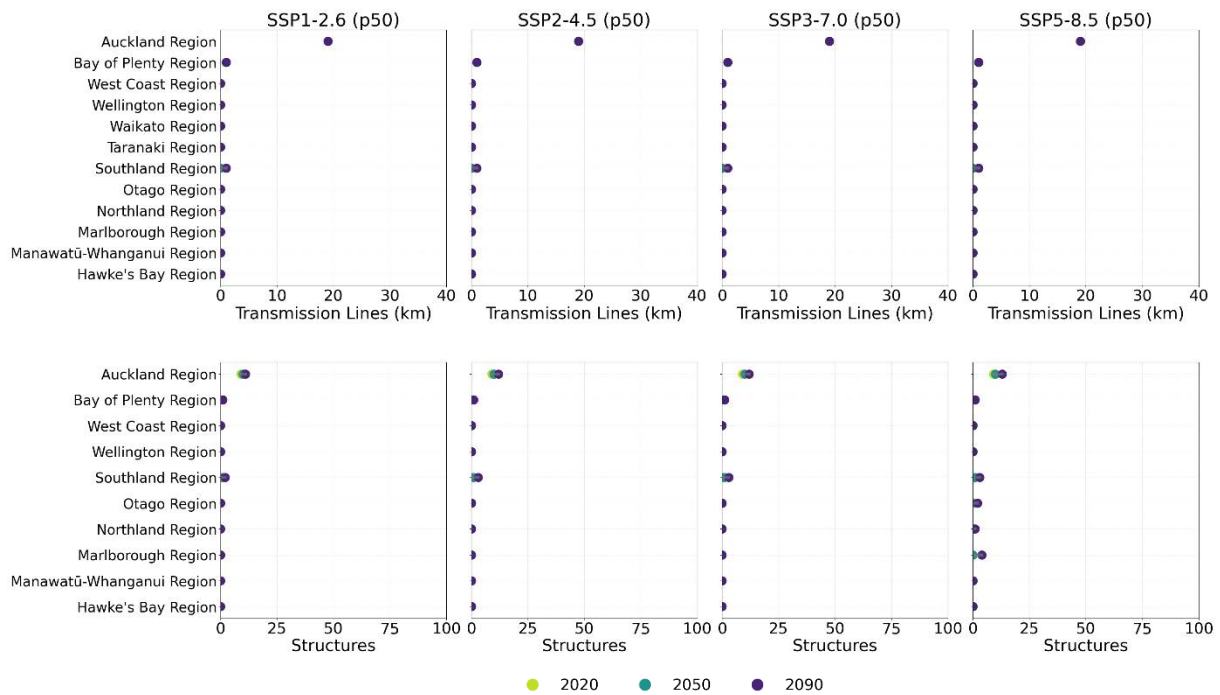 SSP1-2.6 (p50) SSP2-4.5 (p50) SSP3-7.0 (p50) SSP5-8.5 (p50)
Auckland Region
Bay of Plenty Region
West Coast Region
Wellington Region
Waikato Region
Taranaki Region
Southland Region
Otago Region
Northland Region
Marlborough Region
Manawatū-Whanganui Region
Hawke's Bay Region
0 10 20 30 40 0 10 20 30 40 0 10 20 30 40 0 10 20 30 40
Transmission Lines (km) Transmission Lines (km) Transmission Lines (km) Transmission Lines (km)
Auckland Region
Bay of Plenty Region
West Coast Region
Wellington Region
Southland Region
Otago Region
Northland Region
Marlborough Region
Manawatū-Whanganui Region
Hawke's Bay Region
0 25 50 75 100 0 25 50 75 100 0 25 50 75 100 0 25 50 75 100
Structures Structures Structures Structures
2020 2050 2090